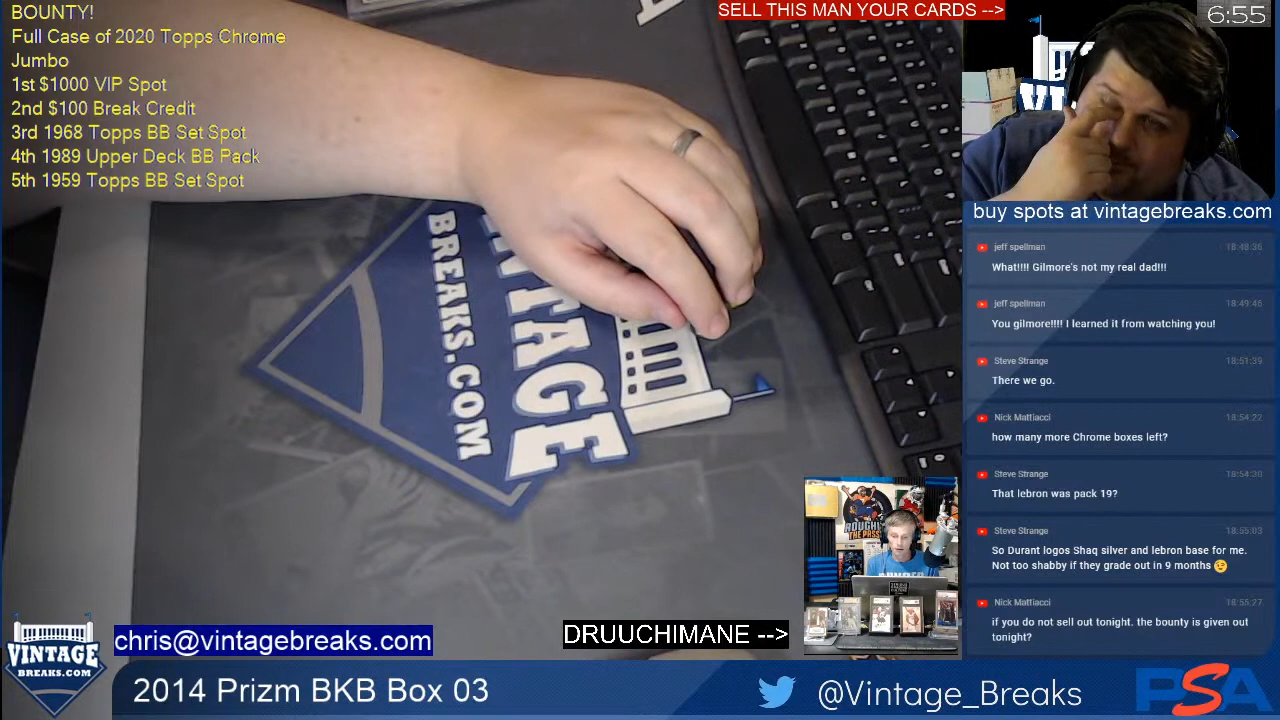 BOUNTY!
Full Case of 2020 Topps Chrome
Jumbo
1st $1000 VIP Spot
2nd $100 Break Credit
3rd 1968 Topps BB Set Spot
4th 1989 Upper Deck BB Pack
5th 1959 Topps BB Set Spot
SELL THIS MAN YOUR CARDS -->
6:55
buy spots at vintagebreaks.com
jeff spellman 18:48:36
What!!!! Gilmore's not my real dad!!!
jeff spellman 18:49:46
You gilmore!!!! I learned it from watching you!
Steve Strange 18:51:39
There we go.
Nick Mattiacci 18:54:22
how many more Chrome boxes left?
Steve Strange 18:54:30
That lebron was pack 19?
Steve Strange 18:55:03
So Durant logos Shaq silver and lebron base for me.
Not too shabby if they grade out in 9 months 😉
Nick Mattiacci 18:55:27
if you do not sell out tonight. the bounty is given out
tonight?
NTAGE
BREAKS.COM
VINTAGE
BREAKS.COM
chris@vintagebreaks.com
DRUUCHIMANE -->
2014 Prizm BKB Box 03
@Vintage_Breaks
PSA